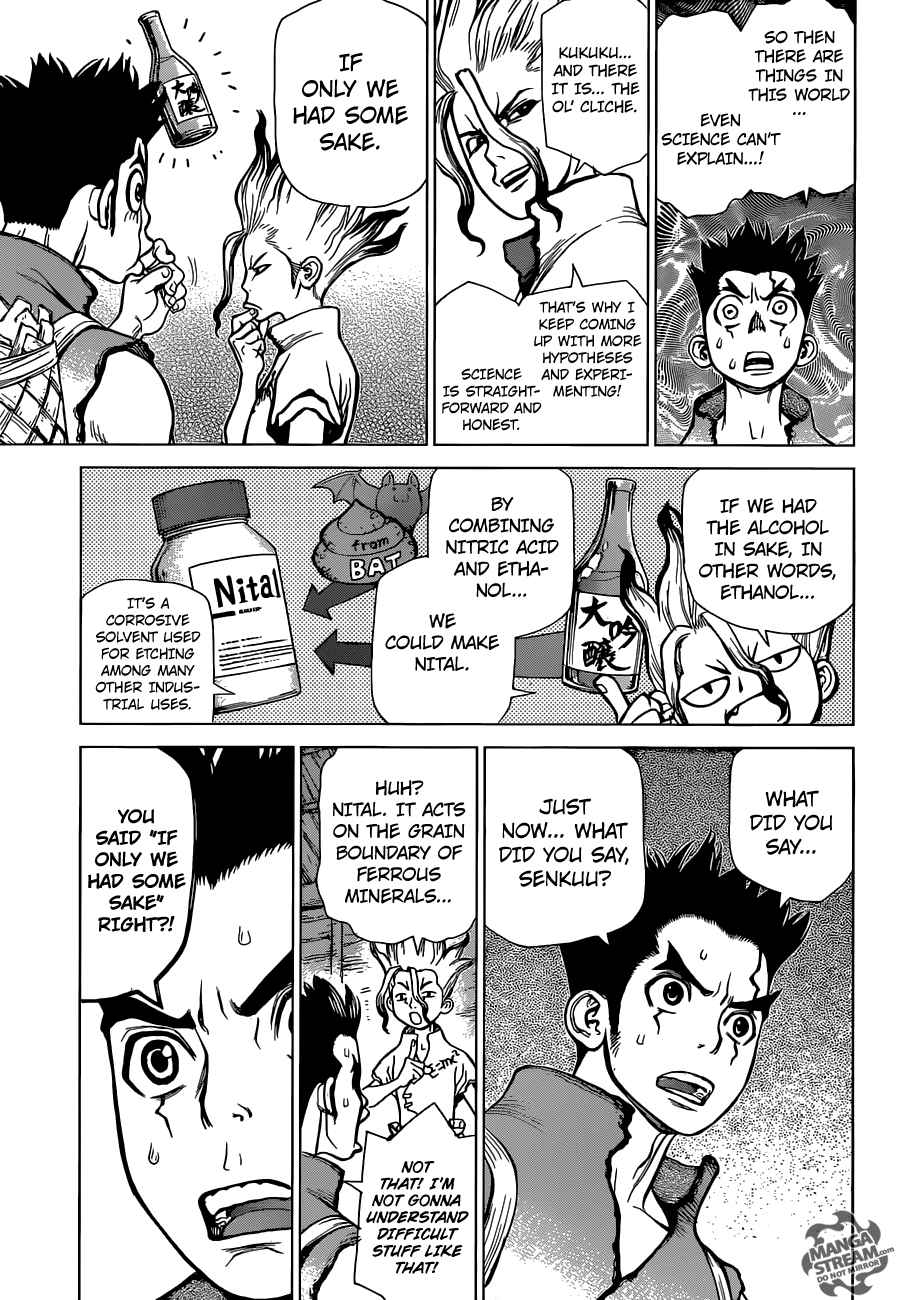 SO THEN
THERE ARE
THINGS IN
THIS WORLD
...
EVEN
SCIENCE CAN'T
EXPLAIN...!
KUKUKU...
AND THERE
IT IS... THE
OL' CLICHE.
THAT'S WHY I
KEEP COMING
UP WITH MORE
HYPOTHESES
AND EXPERI-
MENTING!
SCIENCE
IS STRAIGHT-
FORWARD AND
HONEST.
IF
ONLY WE
HAD SOME
SAKE.
大吟醸
IF WE HAD
THE ALCOHOL
IN SAKE, IN
OTHER WORDS,
ETHANOL...
大吟醸
BY
COMBINING
NITRIC ACID
AND ETHA-
NOL...
WE
COULD MAKE
NITAL.
from
BAT
Nital
IT'S A
CORROSIVE
SOLVENT USED
FOR ETCHING
AMONG MANY
OTHER INDUS-
TRIAL USES.
WHAT
DID YOU
SAY...
JUST
NOW... WHAT
DID YOU SAY,
SENKUU?
HUH?
NITAL. IT ACTS
ON THE GRAIN
BOUNDARY OF
FERROUS
MINERALS...
E=mc²
NOT
THAT! I'M
NOT GONNA
UNDERSTAND
DIFFICULT
STUFF LIKE
THAT!
YOU
SAID "IF
ONLY WE
HAD SOME
SAKE"
RIGHT?!
MANGA
STREAM.com
DO NOT MIRROR!